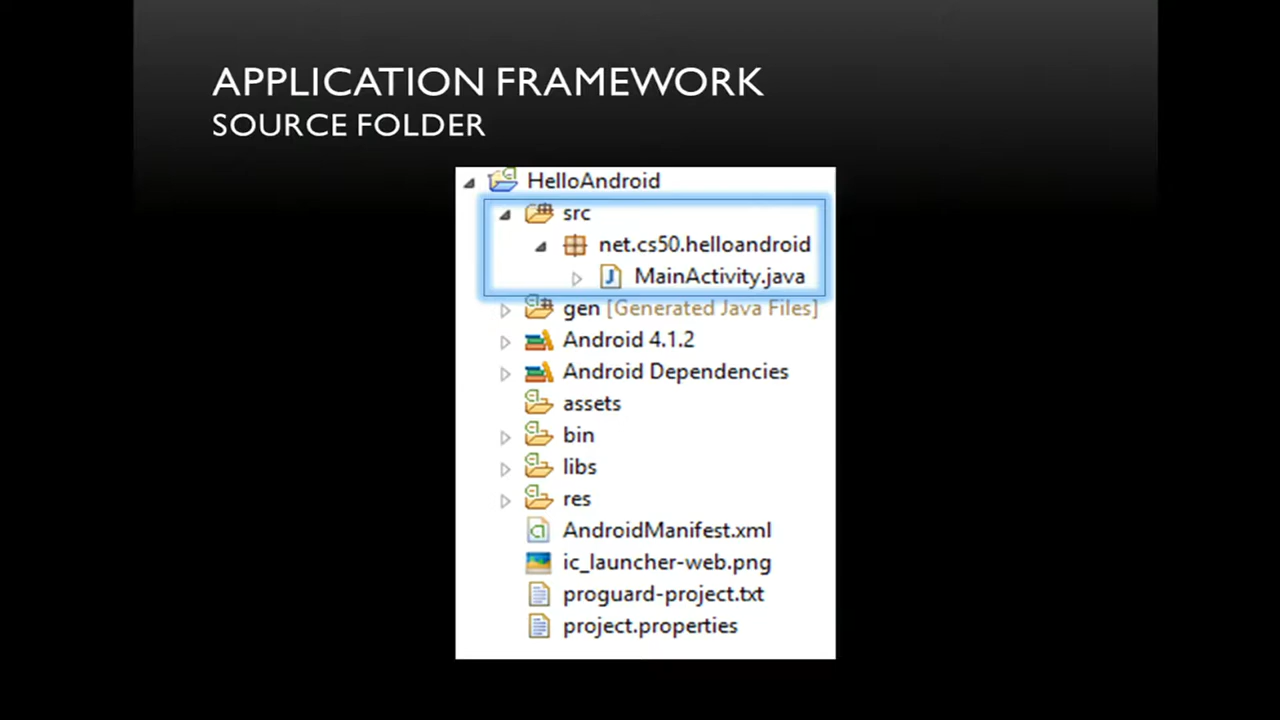 APPLICATION FRAMEWORK
SOURCE FOLDER
HelloAndroid
src
net.cs50.helloandroid
MainActivity.java
gen [Generated Java Files]
Android 4.1.2
Android Dependencies
assets
bin
libs
res
AndroidManifest.xml
ic_launcher-web.png
proguard-project.txt
project.properties